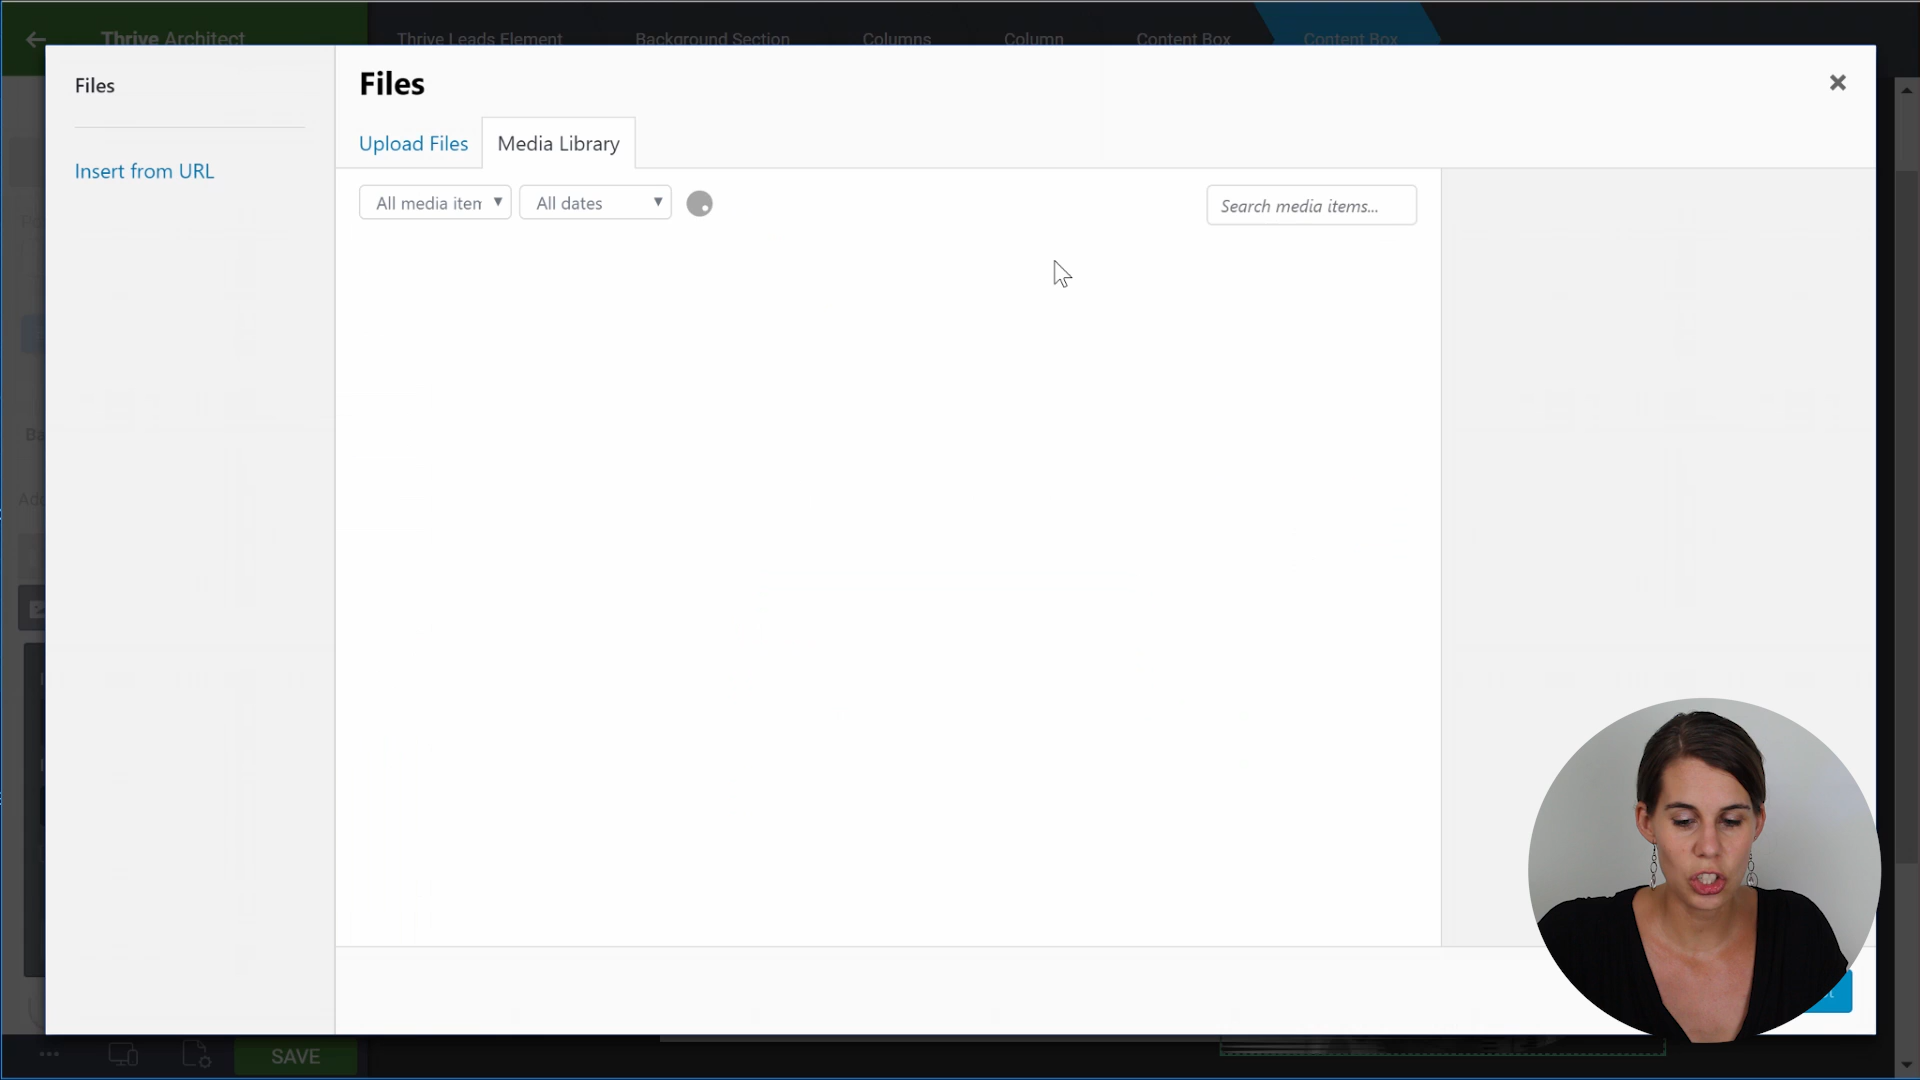 Thrive Architect
Thrive Leads Element
Background Section
Columns
Column
Content Box
Content Box
Files
Files
Upload Files
Media Library
Insert from URL
All media iten
All dates
Search media items...
SAVE